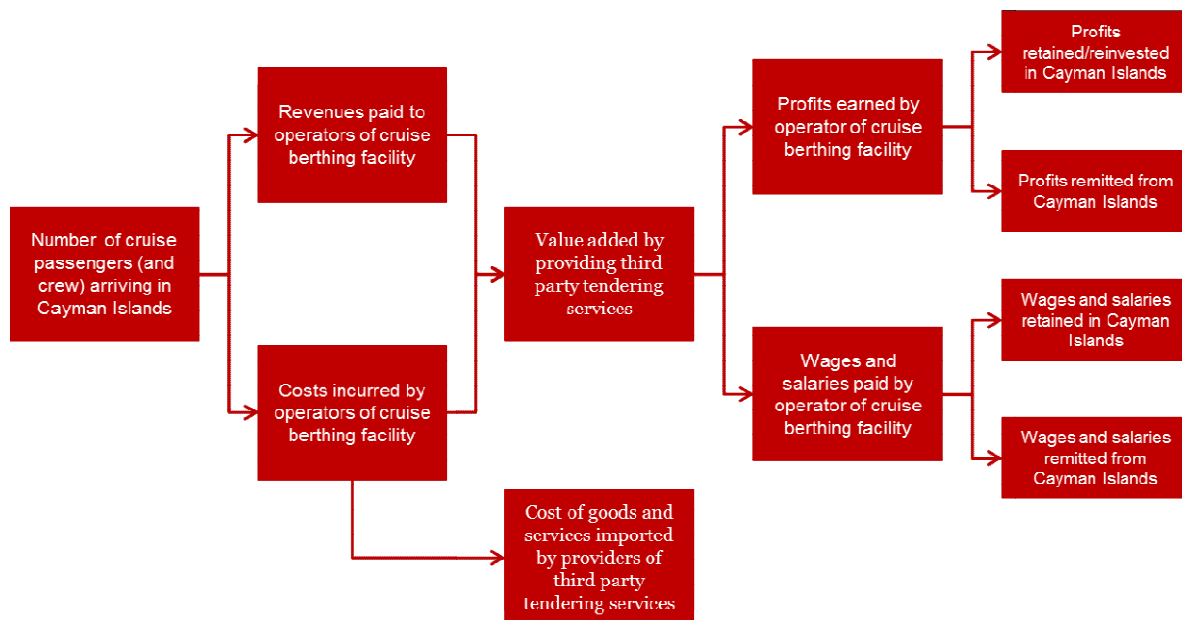 Number of cruise
passengers (and
crew) arriving in
Cayman Islands
Revenues paid to
operators of cruise
berthing facility
Costs incurred by
operators of cruise
berthing facility
Value added by
providing third
party tendering
services
Cost of goods and
services imported
by providers of
third party
tendering services
Profits earned by
operator of cruise
berthing facility
Wages and
salaries paid by
operator of cruise
berthing facility
Profits
retained/reinvested
in Cayman Islands
Profits remitted from
Cayman Islands
Wages and salaries
retained in Cayman
Islands
Wages and salaries
remitted from
Cayman Islands